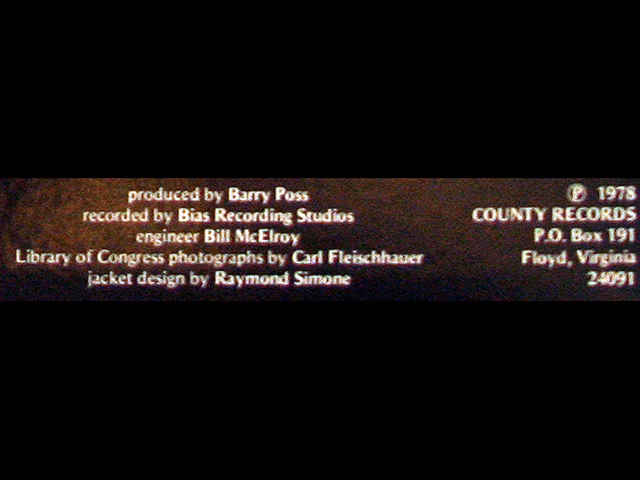 produced by Barry Poss
recorded by Bias Recording Studios
engineer Bill McElroy
Library of Congress photographs by Carl Fleischhauer
jacket design by Raymond Simone
℗ 1978
COUNTY RECORDS
P.O. Box 191
Floyd, Virginia
24091